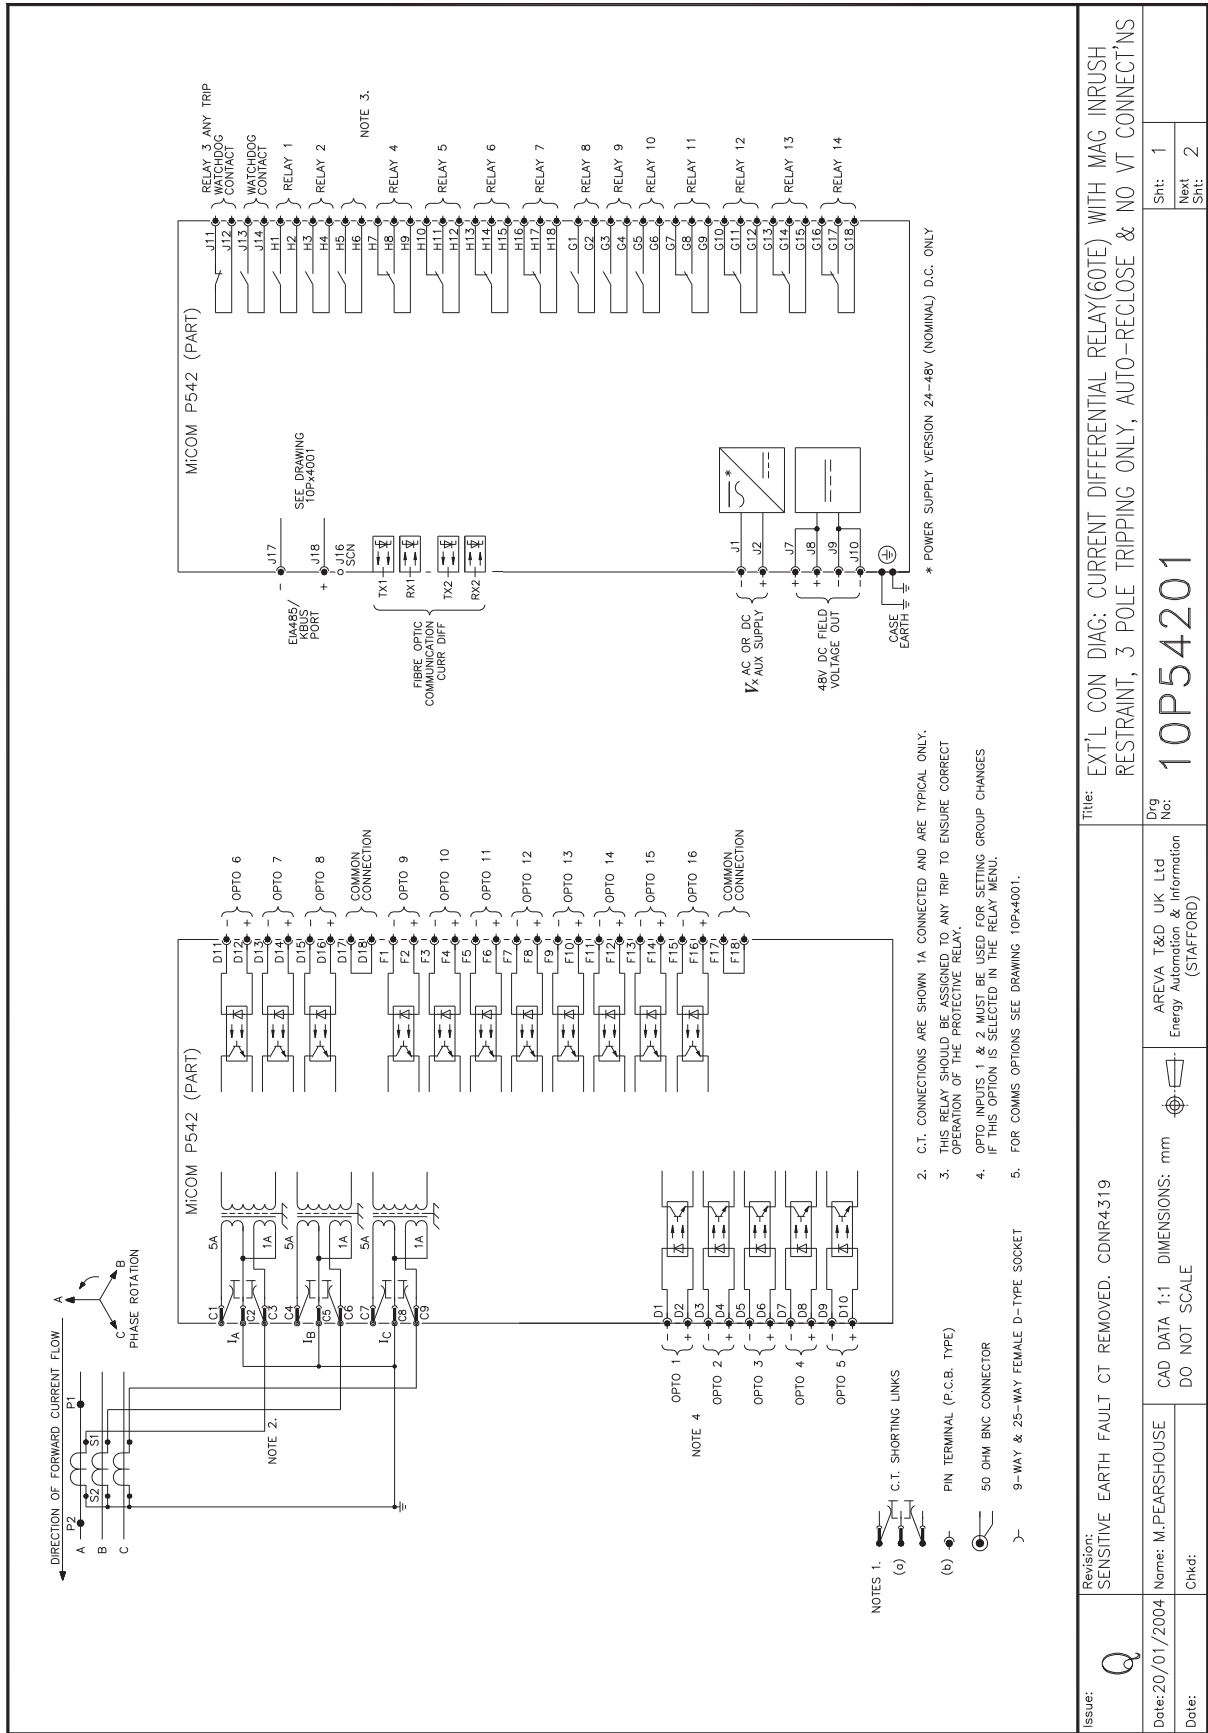 DIRECTION OF FORWARD CURRENT FLOW
P2
P1
A
B
C
S2
S1
A
B
C
PHASE ROTATION
NOTE 2.
MiCOM P542 (PART)
5A
1A
5A
1A
5A
1A
C1
C2
C3
C4
C5
C6
C7
C8
C9
IA
IB
IC
D1
D2
D3
D4
D5
D6
D7
D8
D9
D10
- + OPTO 1
- + OPTO 2
- + OPTO 3
- + OPTO 4
- + OPTO 5
NOTE 4
D11
D12
D13
D14
D15
D16
D17
D18
F1
F2
F3
F4
F5
F6
F7
F8
F9
F10
F11
F12
F13
F14
F15
F16
F17
F18
- + OPTO 6
- + OPTO 7
- + OPTO 8
COMMON
CONNECTION
- + OPTO 9
- + OPTO 10
- + OPTO 11
- + OPTO 12
- + OPTO 13
- + OPTO 14
- + OPTO 15
- + OPTO 16
COMMON
CONNECTION
MiCOM P542 (PART)
EIA485/
KBUS
PORT
-
+
J17
J18
J16
SCN
SEE DRAWING
10Px4001
TX1
RX1
TX2
RX2
FIBRE OPTIC
COMMUNICATION
CURR DIFF
J1
J2
J7
J8
J9
J10
-
+
+
+
-
-
Vx AC OR DC
AUX SUPPLY
48V DC FIELD
VOLTAGE OUT
CASE
EARTH
*
* POWER SUPPLY VERSION 24-48V (NOMINAL) D.C. ONLY
J11
J12
J13
J14
H1
H2
H3
H4
H5
H6
H7
H8
H9
H10
H11
H12
H13
H14
H15
H16
H17
H18
G1
G2
G3
G4
G5
G6
G7
G8
G9
G10
G11
G12
G13
G14
G15
G16
G17
G18
RELAY 3 ANY TRIP
WATCHDOG
CONTACT
WATCHDOG
CONTACT
RELAY 1
RELAY 2
NOTE 3.
RELAY 4
RELAY 5
RELAY 6
RELAY 7
RELAY 8
RELAY 9
RELAY 10
RELAY 11
RELAY 12
RELAY 13
RELAY 14
NOTES 1.
(a)
C.T. SHORTING LINKS
(b)
PIN TERMINAL (P.C.B. TYPE)
50 OHM BNC CONNECTOR
9-WAY & 25-WAY FEMALE D-TYPE SOCKET
2. C.T. CONNECTIONS ARE SHOWN 1A CONNECTED AND ARE TYPICAL ONLY.
3. THIS RELAY SHOULD BE ASSIGNED TO ANY TRIP TO ENSURE CORRECT
OPERATION OF THE PROTECTIVE RELAY.
4. OPTO INPUTS 1 & 2 MUST BE USED FOR SETTING GROUP CHANGES
IF THIS OPTION IS SELECTED IN THE RELAY MENU.
5. FOR COMMS OPTIONS SEE DRAWING 10Px4001.
Issue:
Q
Revision:
SENSITIVE EARTH FAULT CT REMOVED. CDNR4319
Title:
EXT'L CON DIAG: CURRENT DIFFERENTIAL RELAY(60TE) WITH MAG INRUSH
RESTRAINT, 3 POLE TRIPPING ONLY, AUTO-RECLOSE & NO VT CONNECT'NS
Date: 20/01/2004
Name: M.PEARSHOUSE
Date:
Chkd:
CAD DATA 1:1 DIMENSIONS: mm
DO NOT SCALE
AREVA T&D UK Ltd
Energy Automation & Information
(STAFFORD)
Drg
No:
10P54201
Sht: 1
Next
Sht: 2